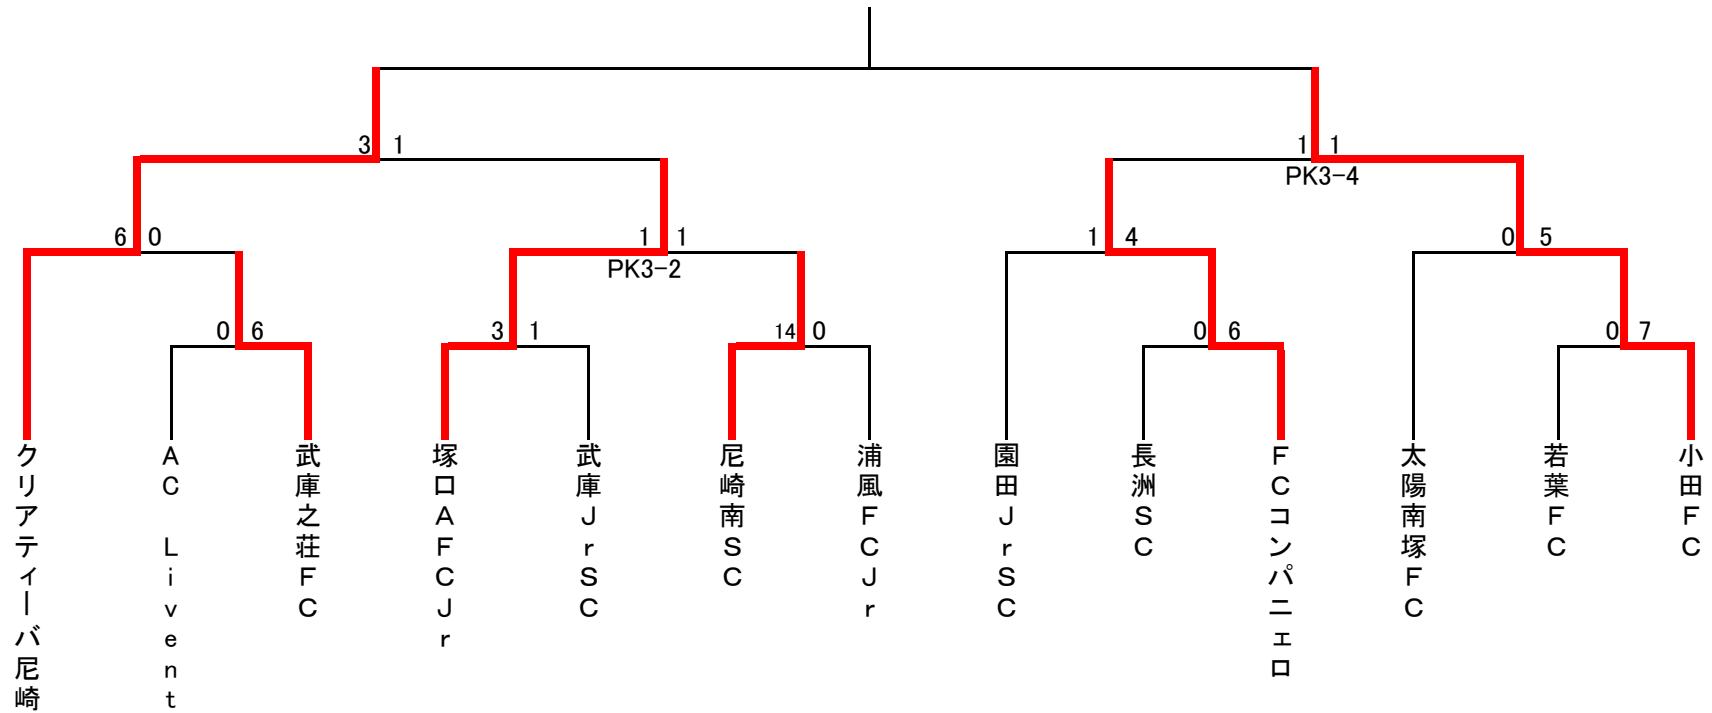 3 1
1 1
PK3-4
6 0
1 1
PK3-2
1 4
0 5
0 6
3 1
14 0
0 6
0 7
クリアティーバ尼崎
AC Livent
武庫之荘FC
塚口AFCJr
武庫JrSC
尼崎南SC
浦風FCJr
園田JrSC
長洲SC
FCコンパニェロ
太陽南塚FC
若葉FC
小田FC